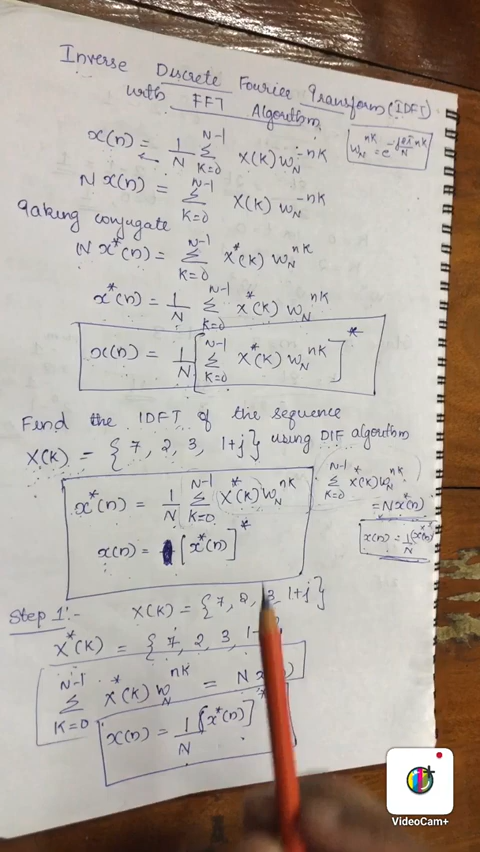 Inverse Discrete Fourier Transform (IDFT)
with FFT Algorithm
x(n) = 1/N Σ_{K=0}^{N-1} X(K) W_N^{-nK}
W_N^{nK} = e^{-j2π/N nK}
N x(n) = Σ_{K=0}^{N-1} X(K) W_N^{-nK}
Taking conjugate
N x*(n) = Σ_{K=0}^{N-1} X*(K) W_N^{nK}
x*(n) = 1/N Σ_{K=0}^{N-1} X*(K) W_N^{nK}
x(n) = 1/N [Σ_{K=0}^{N-1} X*(K) W_N^{nK}]*
Find the IDFT of the sequence
X(K) = {7, 2, 3, 1+j} using DIF algorithm
x*(n) = 1/N Σ_{K=0}^{N-1} (X*(K) W_N^{nK}
x(n) = [x*(n)]*
Σ_{K=0}^{N-1} X*(K) W_N^{nK}
= N x*(n)
x(n) = 1/N (x*(n))*
Step 1:- X(K) = {7, 2, 3, 1+j}
X*(K) = {7, 2, 3, 1-
Σ_{K=0}^{N-1} X*(K) W_N^{nK} = N
x(n) = 1/N [x*(n)]*
VideoCam+